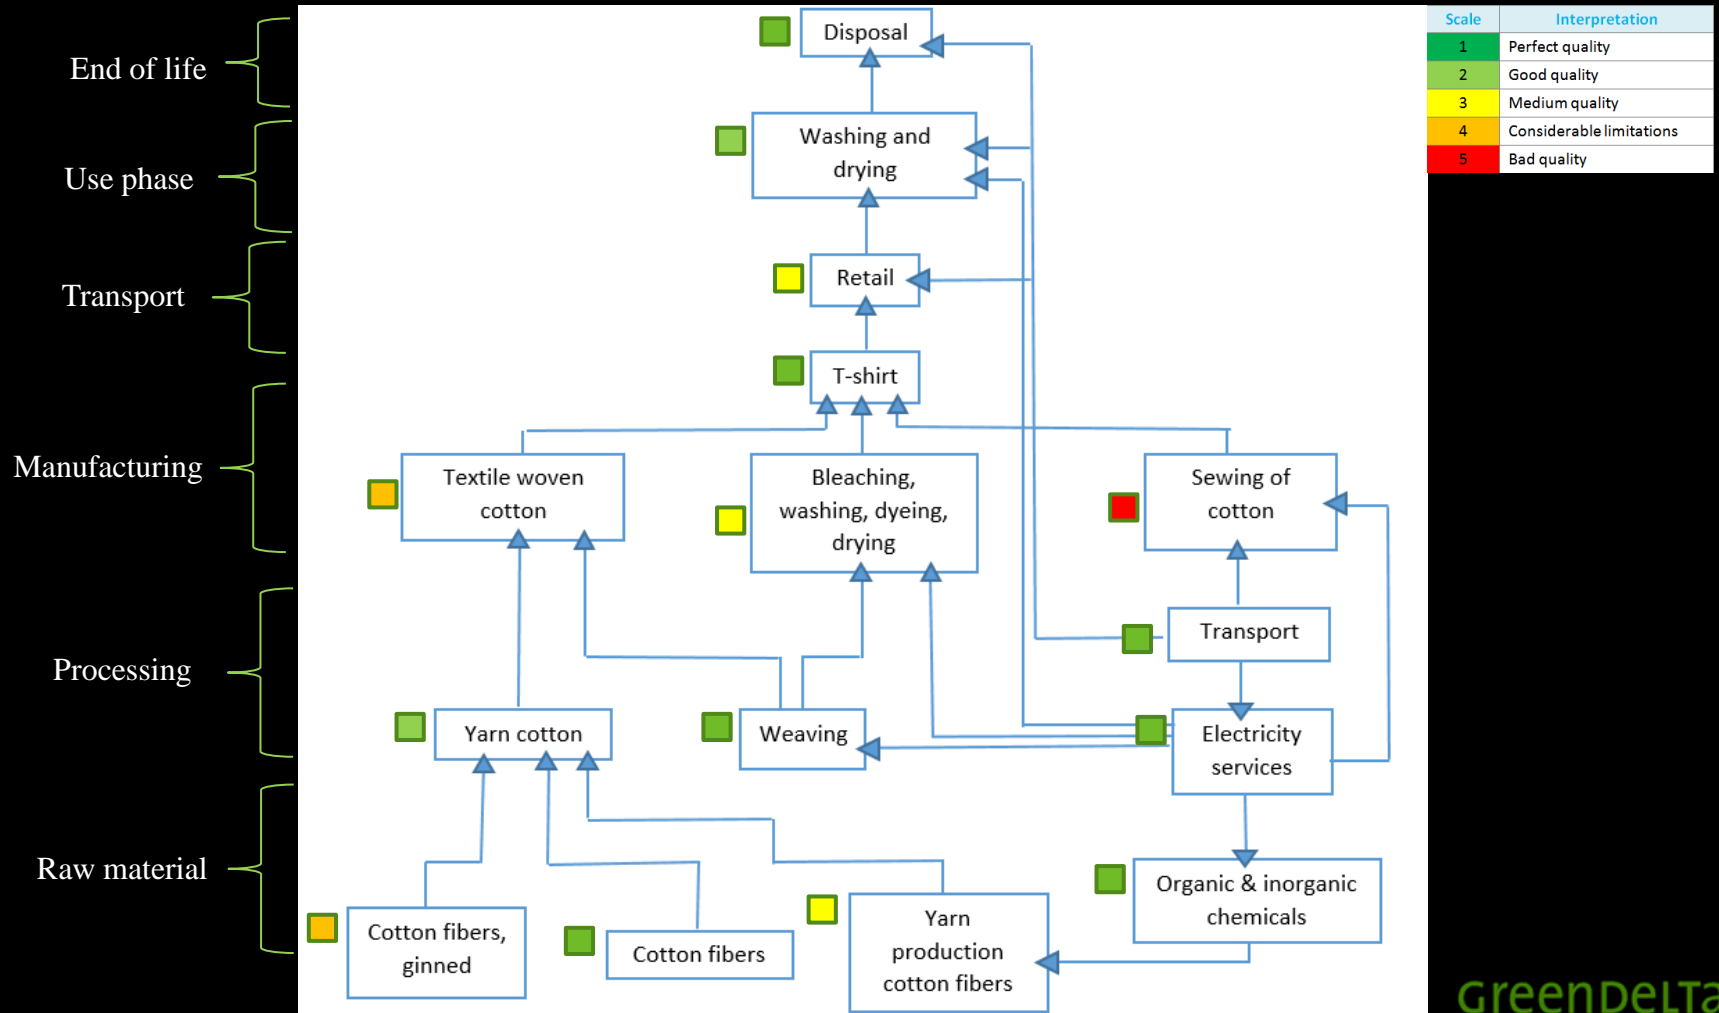 End of life
Use phase
Transport
Manufacturing
Processing
Raw material
Disposal
Washing and
drying
Retail
T-shirt
Textile woven
cotton
Bleaching,
washing, dyeing,
drying
Sewing of
cotton
Transport
Yarn cotton
Weaving
Electricity
services
Organic & inorganic
chemicals
Cotton fibers,
ginned
Cotton fibers
Yarn
production
cotton fibers
Scale Interpretation
1 Perfect quality
2 Good quality
3 Medium quality
4 Considerable limitations
5 Bad quality
GreenDeLTa